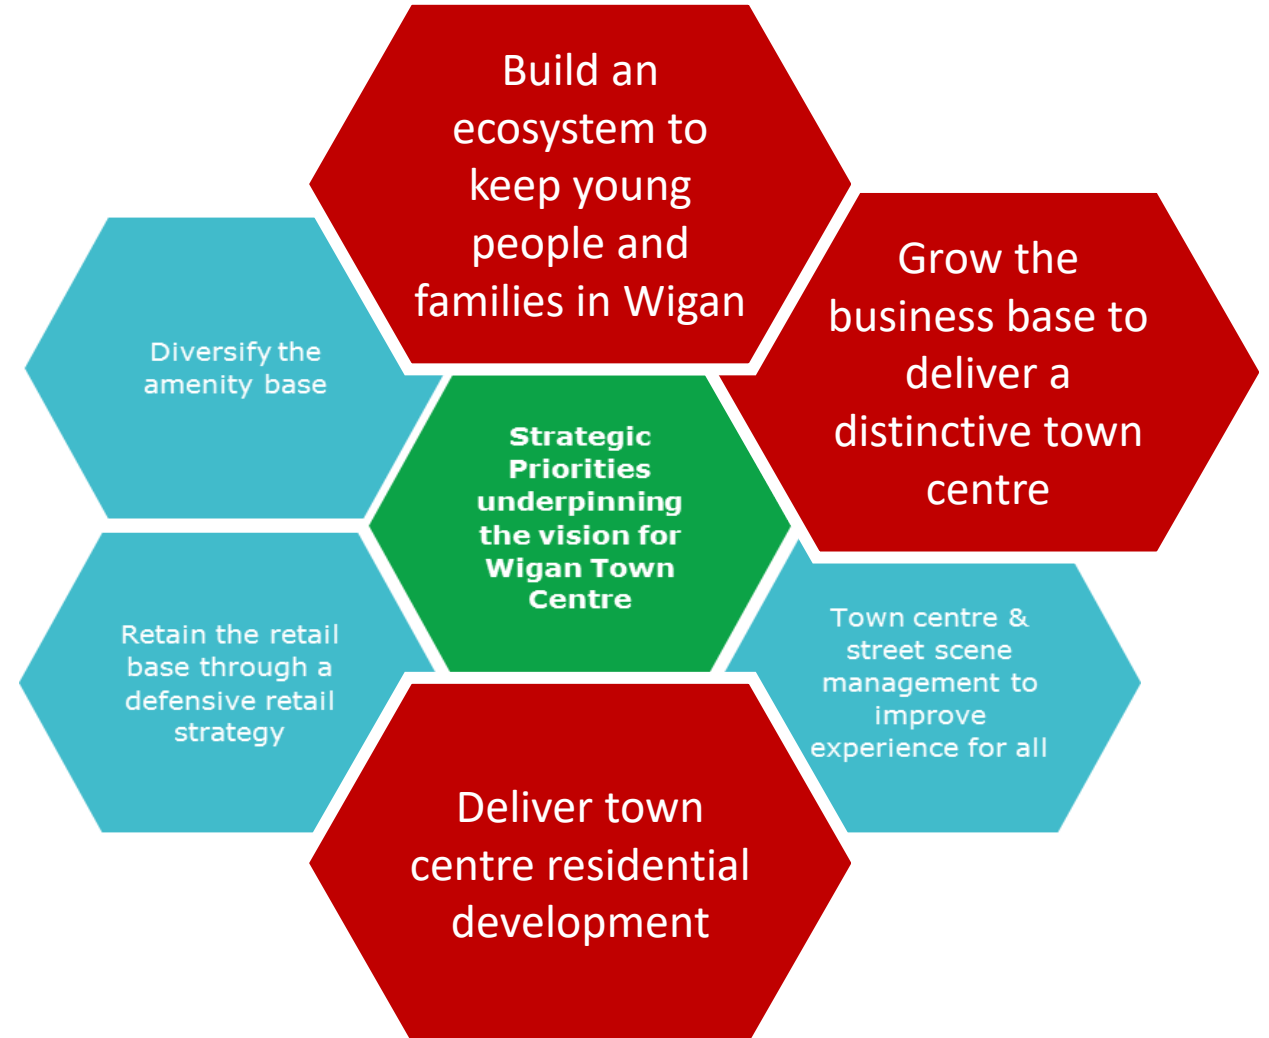 Build an
ecosystem to
keep young
people and
families in Wigan
Grow the
business base to
deliver a
distinctive town
centre
Diversify the
amenity base
Strategic
Priorities
underpinning
the vision for
Wigan Town
Centre
Retain the retail
base through a
defensive retail
strategy
Town centre &
street scene
management to
improve
experience for all
Deliver town
centre residential
development